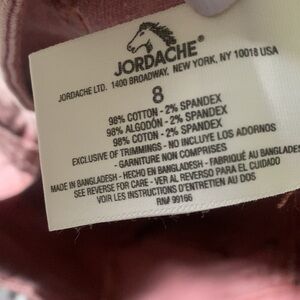 JORDACHE®
JORDACHE LTD. 1400 BROADWAY, NEW YORK, NY 10018 USA
8
98% COTTON - 2% SPANDEX
98% ALGODÓN - 2% SPANDEX
98% COTON - 2% SPANDEX
EXCLUSIVE OF TRIMMINGS - NO INCLUYE LOS ADORNOS
- GARNITURE NON COMPRISES
MADE IN BANGLADESH - HECHO EN BANGLADESH - FABRIQUÉ AU BANGLADES
SEE REVERSE FOR CARE - VER AL REVERSO PARA EL CUIDADO
VOIR LES INSTRUCTIONS D'ENTRETIEN AU DOS
RN# 99166